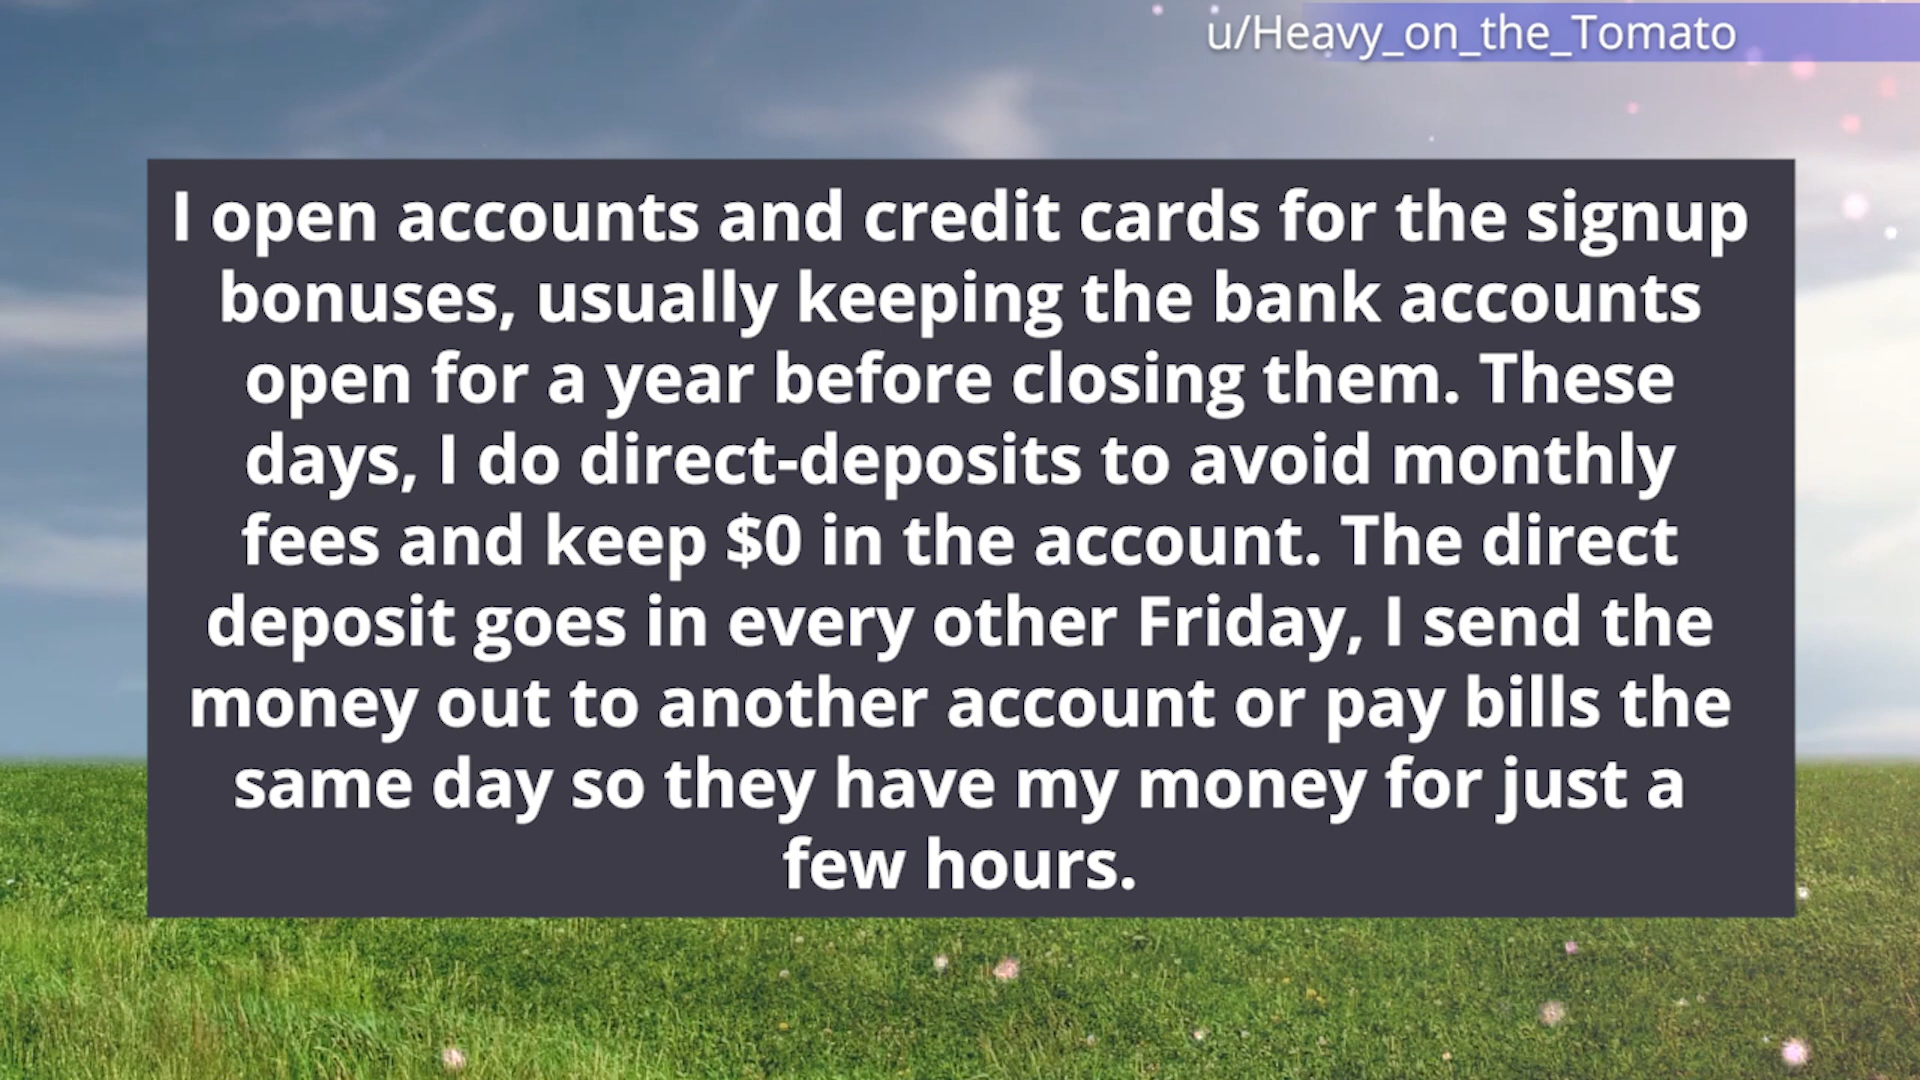 u/Heavy_on_the_Tomato
I open accounts and credit cards for the signup
bonuses, usually keeping the bank accounts
open for a year before closing them. These
days, I do direct-deposits to avoid monthly
fees and keep $0 in the account. The direct
deposit goes in every other Friday, I send the
money out to another account or pay bills the
same day so they have my money for just a
few hours.